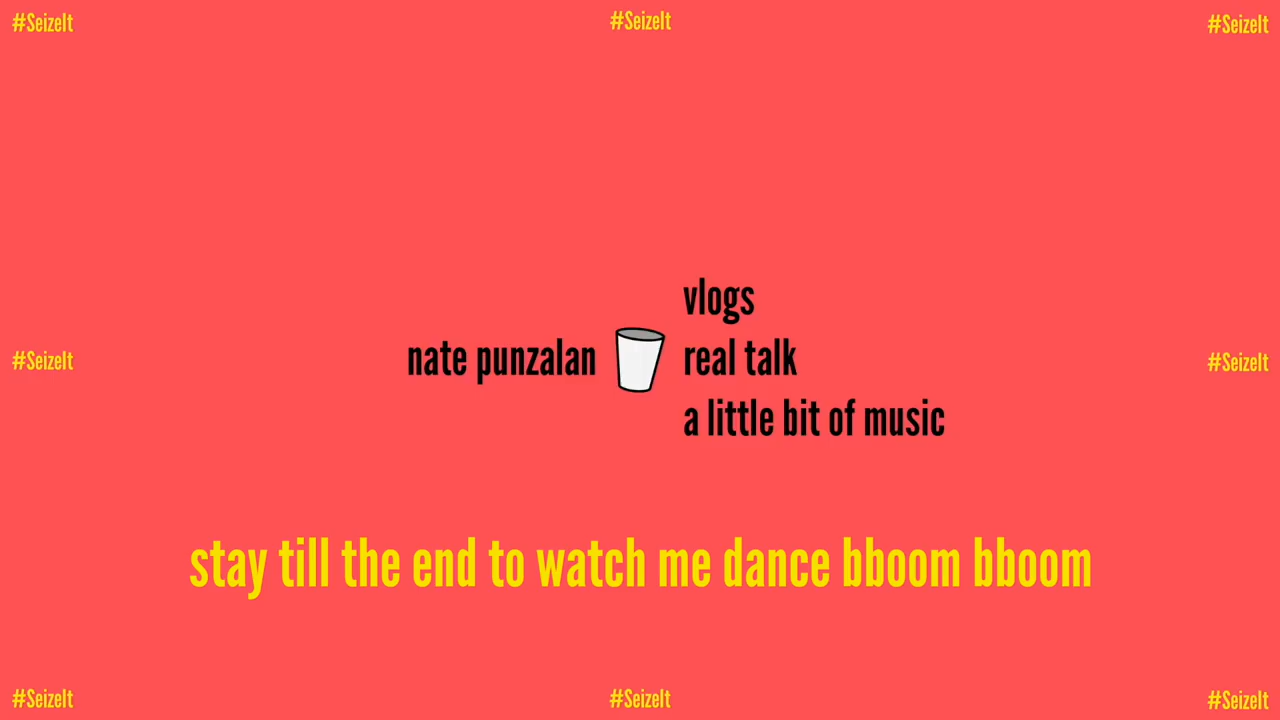 #SeizeIt #SeizeIt #SeizeIt
vlogs
#SeizeIt nate punzalan real talk #SeizeIt
a little bit of music
stay till the end to watch me dance bboom bboom
#SeizeIt #SeizeIt #SeizeIt